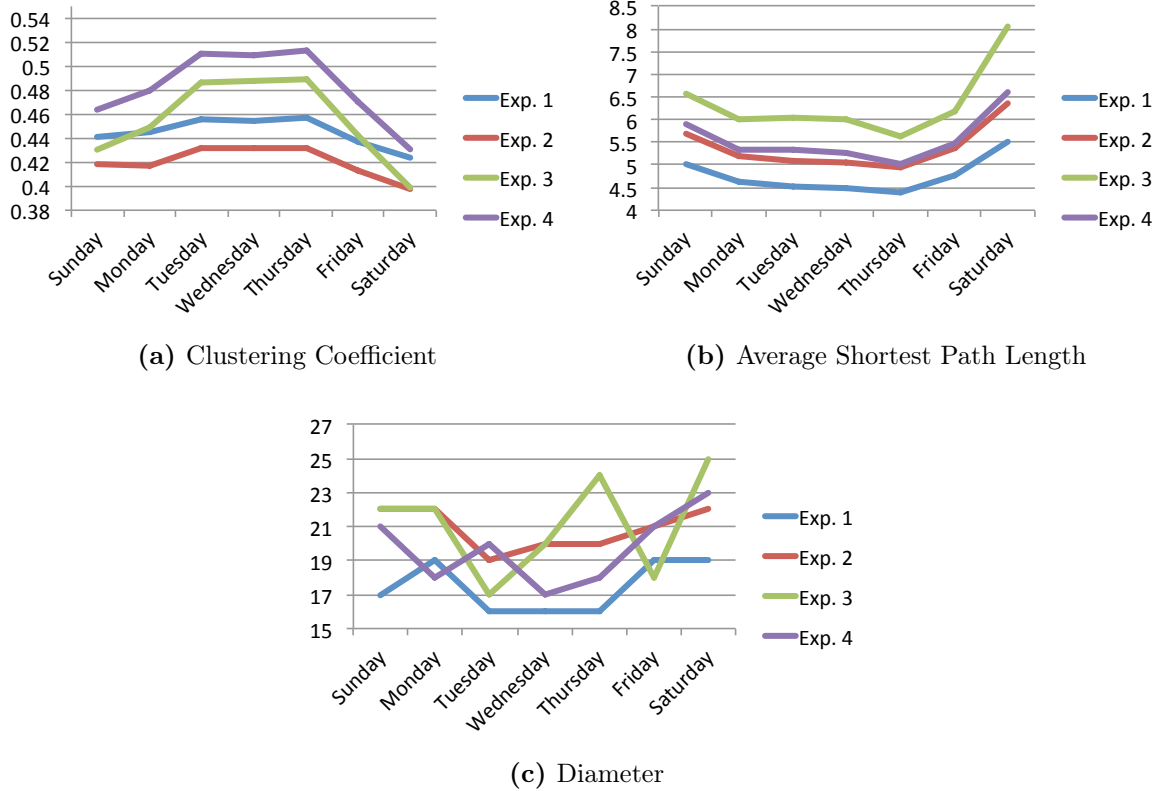 0.54
0.52
0.5
0.48
0.46
0.44
0.42
0.4
0.38
Sunday
Monday
Tuesday
Wednesday
Thursday
Friday
Saturday
Exp. 1
Exp. 2
Exp. 3
Exp. 4
(a) Clustering Coefficient
8.5
8
7.5
7
6.5
6
5.5
5
4.5
4
Sunday
Monday
Tuesday
Wednesday
Thursday
Friday
Saturday
Exp. 1
Exp. 2
Exp. 3
Exp. 4
(b) Average Shortest Path Length
27
25
23
21
19
17
15
Sunday
Monday
Tuesday
Wednesday
Thursday
Friday
Saturday
Exp. 1
Exp. 2
Exp. 3
Exp. 4
(c) Diameter